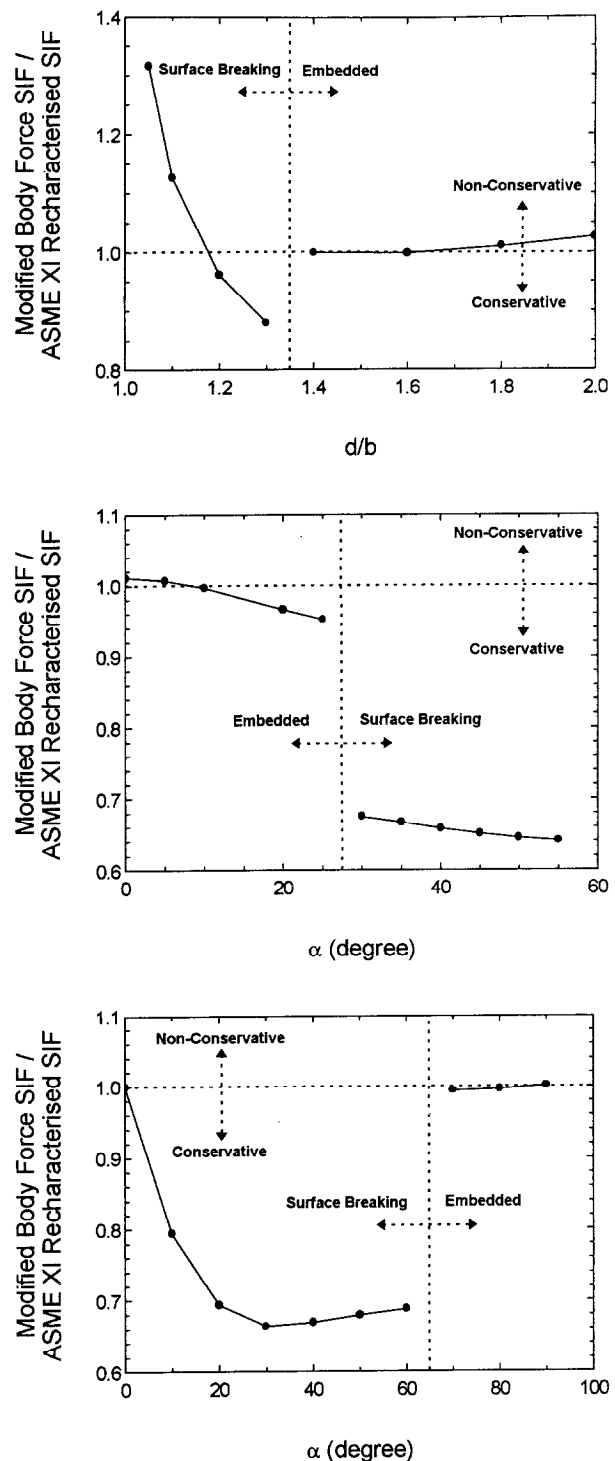 Modified Body Force SIF /
ASME XI Recharacterised SIF
1.4
1.2
1.0
0.8
Surface Breaking
Embedded
Non-Conservative
Conservative
1.0 1.2 1.4 1.6 1.8 2.0
d/b
Modified Body Force SIF /
ASME XI Recharacterised SIF
1.1
1.0
0.9
0.8
0.7
0.6
Non-Conservative
Conservative
Embedded
Surface Breaking
0 20 40 60
α (degree)
Modified Body Force SIF /
ASME XI Recharacterised SIF
1.1
1.0
0.9
0.8
0.7
0.6
Non-Conservative
Conservative
Surface Breaking
Embedded
0 20 40 60 80 100
α (degree)